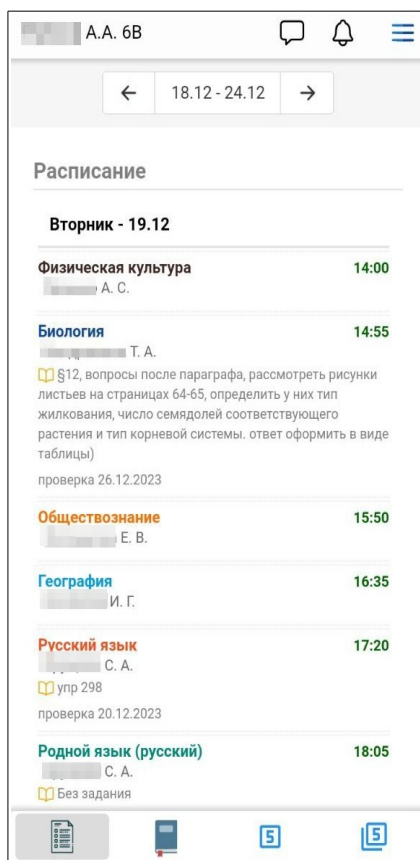 А.А. 6В
18.12 - 24.12
Расписание
Вторник - 19.12
Физическая культура 14:00
А. С.
Биология 14:55
Т. А.
§12, вопросы после параграфа, рассмотреть рисунки
листьев на страницах 64-65, определить у них тип
жилкования, число семядолей соответствующего
растения и тип корневой системы. ответ оформить в виде
таблицы)
проверка 26.12.2023
Обществознание 15:50
Е. В.
География 16:35
И. Г.
Русский язык 17:20
С. А.
упр 298
проверка 20.12.2023
Родной язык (русский) 18:05
С. А.
Без задания
5
5